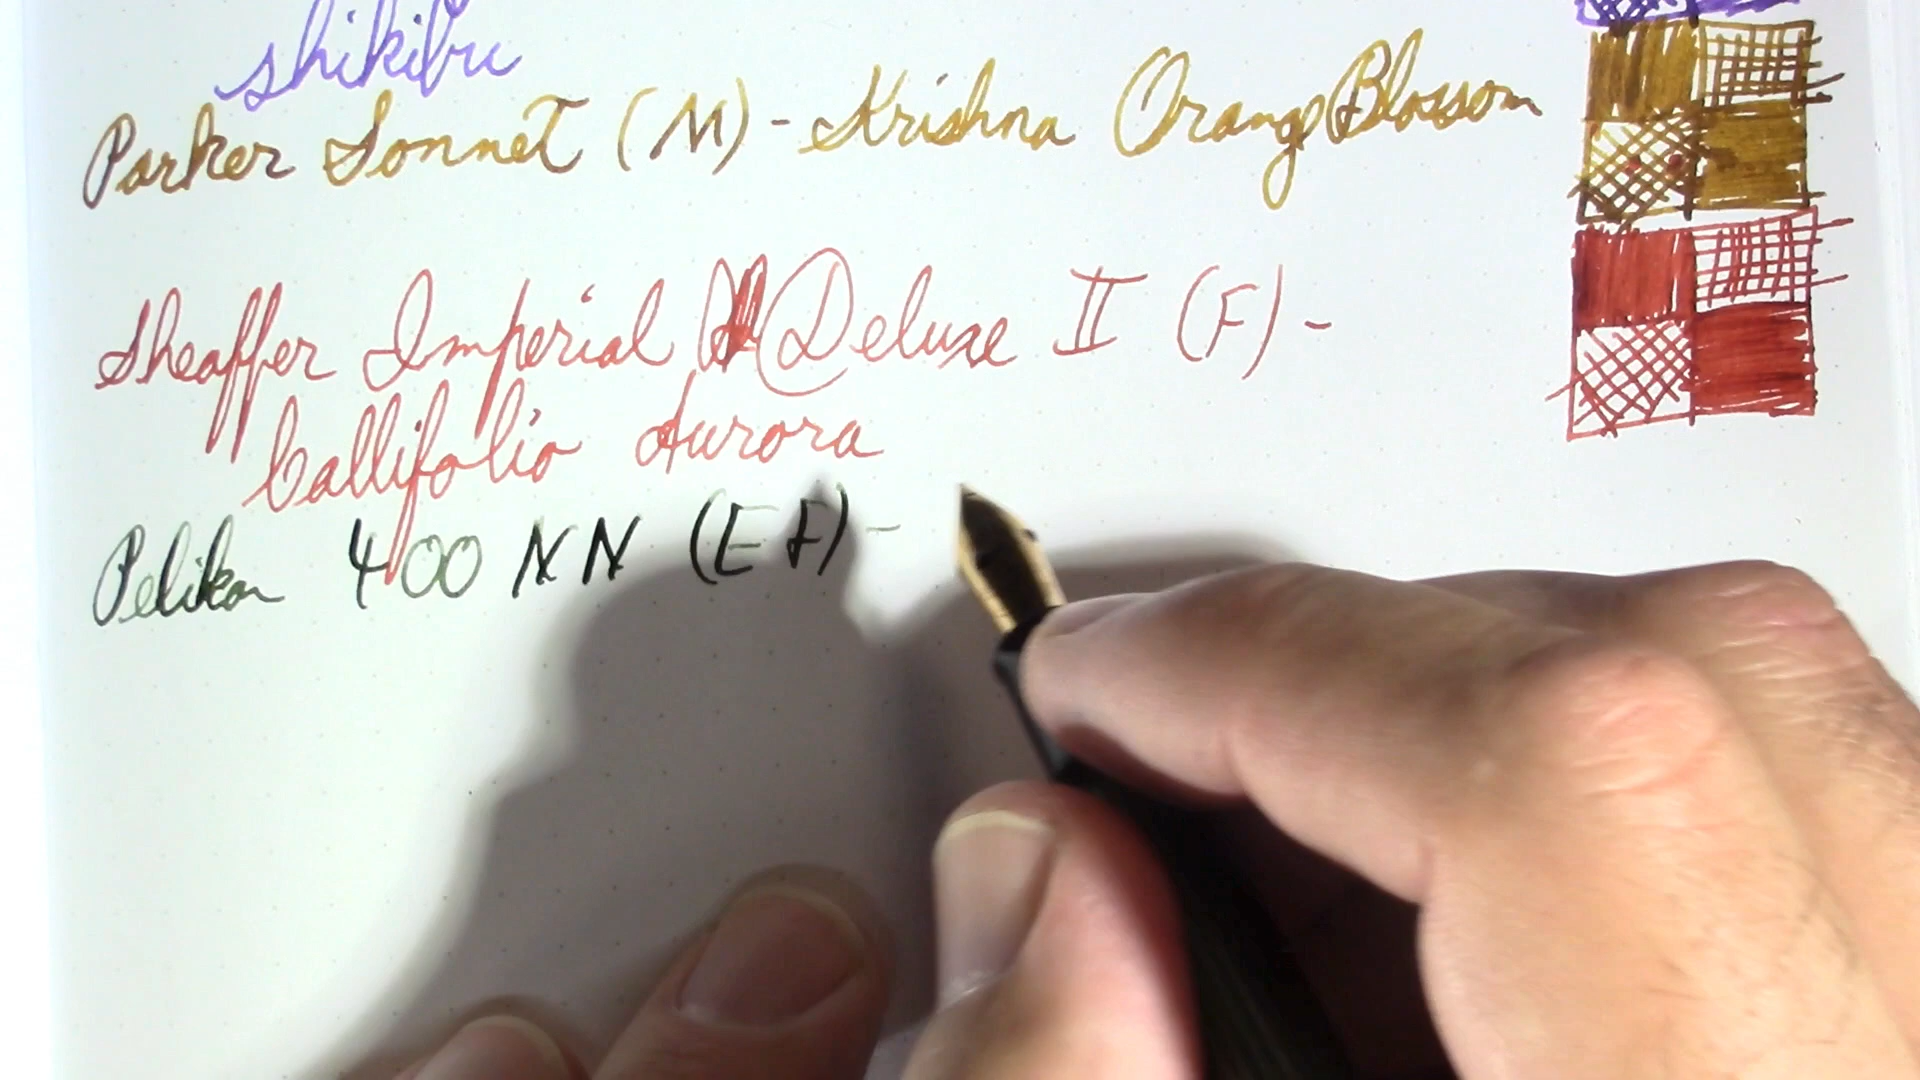 shikibu
Parker Sonnet (M) - Krishna Orange Blossom
Sheaffer Imperial Deluxe II (F) -
Callifolio Aurora
Pelikan 400 NN (EF) -